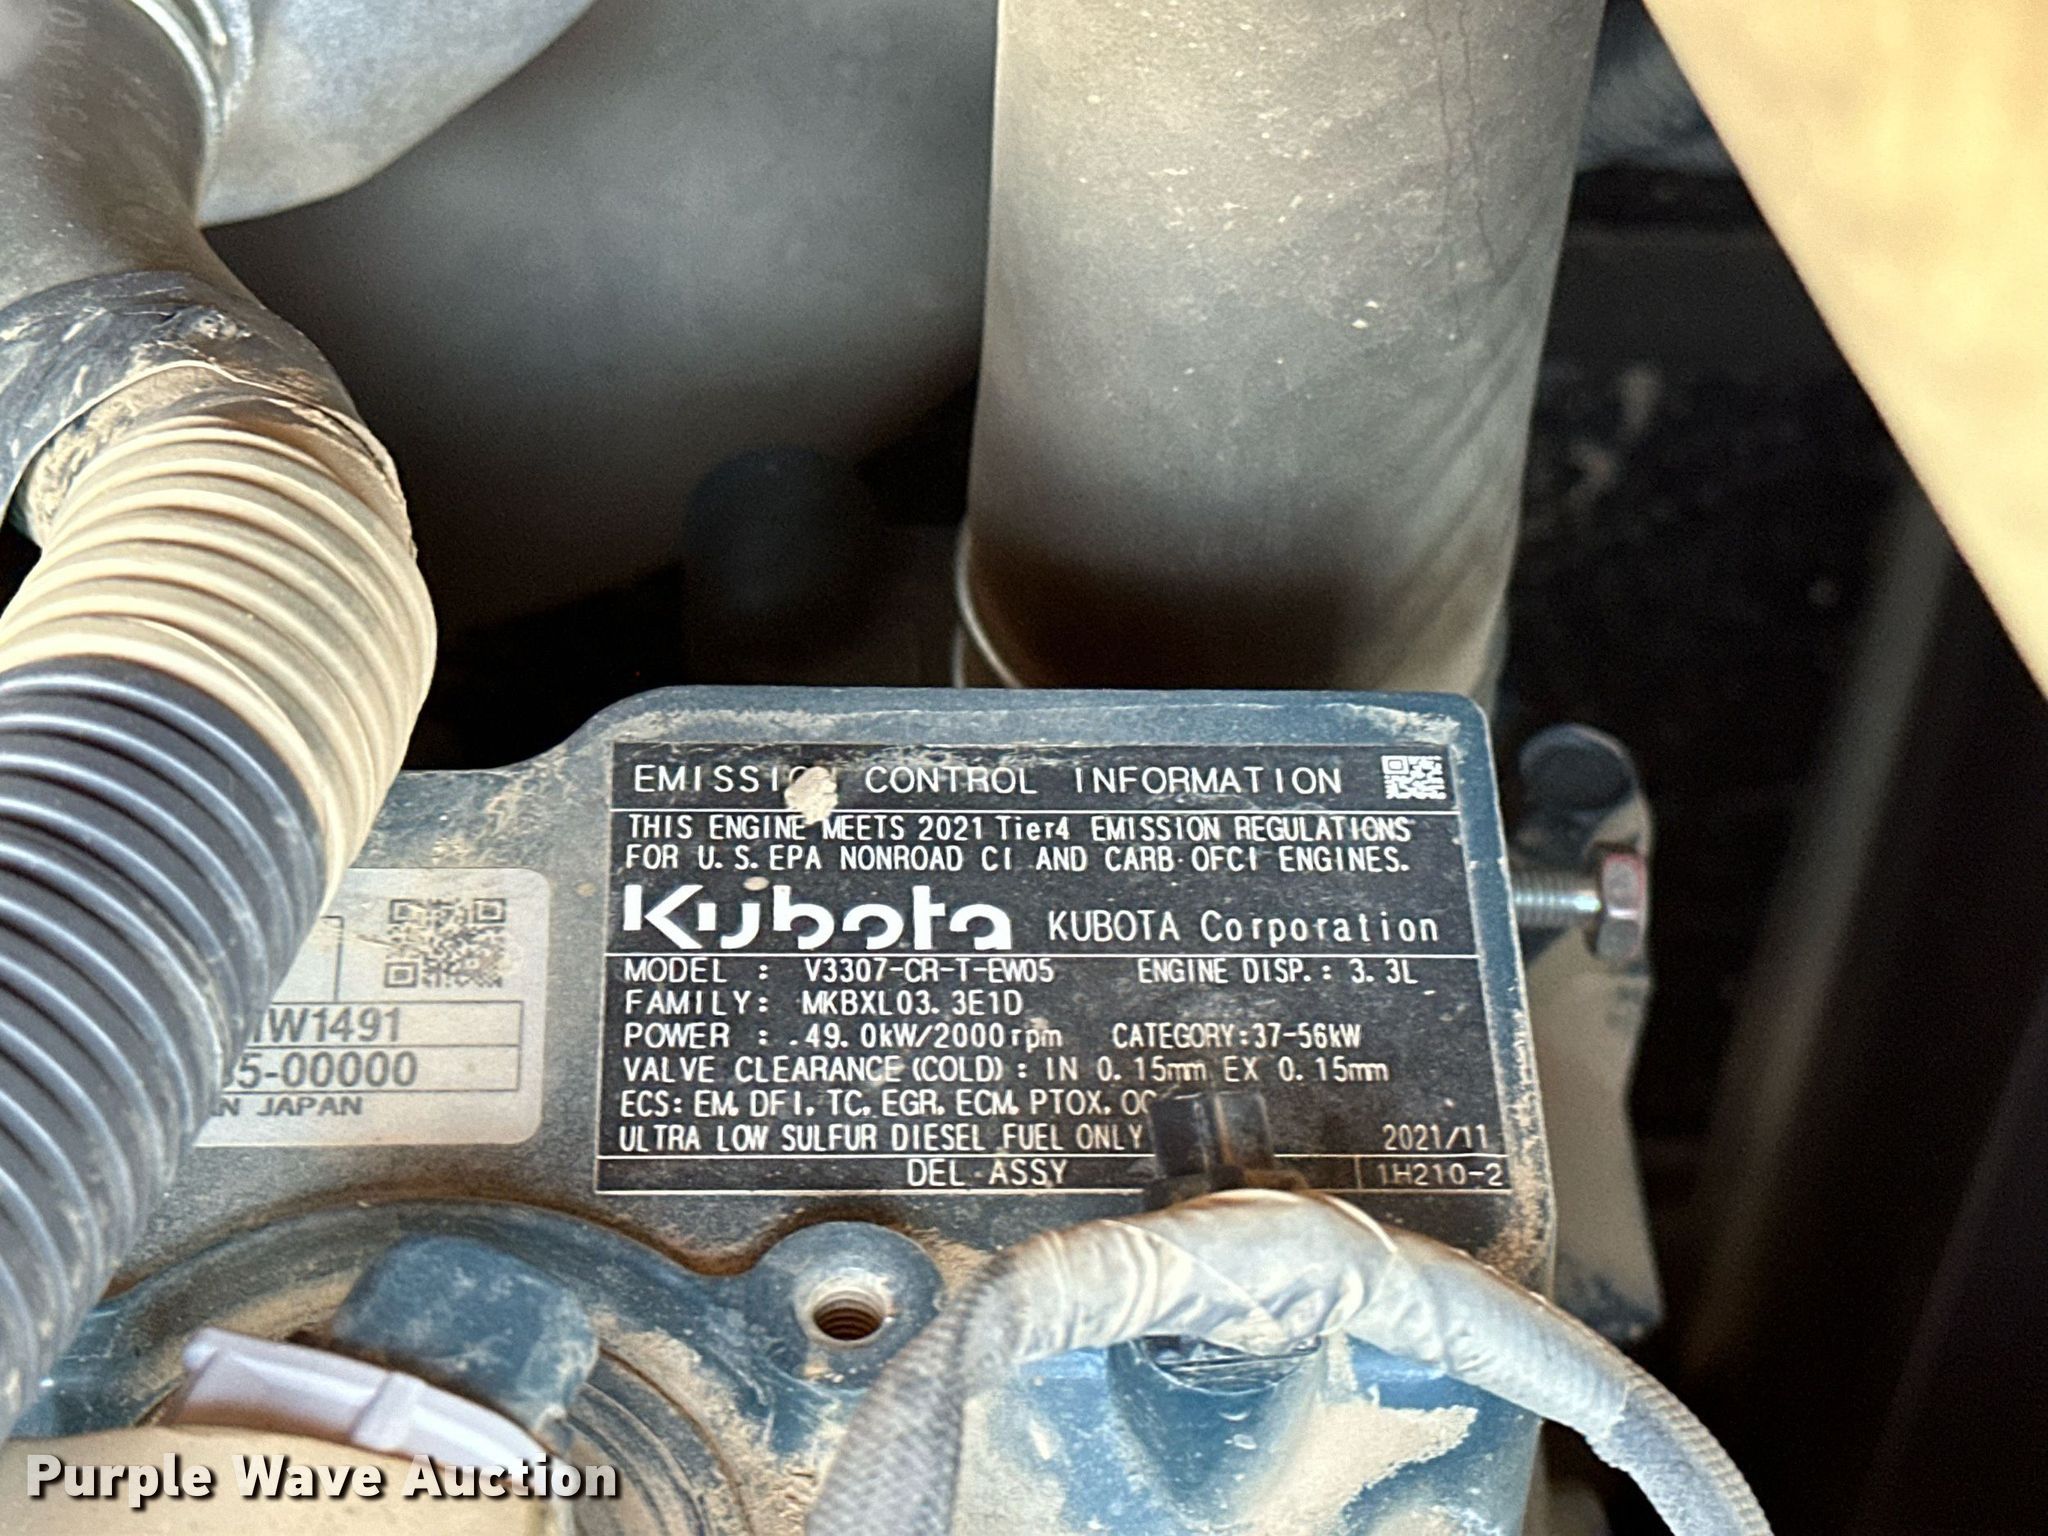 EMISSION CONTROL INFORMATION
THIS ENGINE MEETS 2021 Tier4 EMISSION REGULATIONS
FOR U.S.EPA NONROAD CI AND CARB OFCI ENGINES.
Kubota KUBOTA Corporation
MODEL : V3307-CR-T-EW05 ENGINE DISP.: 3.3L
FAMILY: MKBXL03.3E1D
POWER : 49.0kW/2000rpm CATEGORY:37-56kW
VALVE CLEARANCE(COLD): IN 0.15mm EX 0.15mm
ECS: EM, DFI, TC, EGR, ECM, PTOX, OC
ULTRA LOW SULFUR DIESEL FUEL ONLY 2021/11
DEL ASSY 1H210-2
W1491
5-00000
JAPAN
Purple Wave Auction